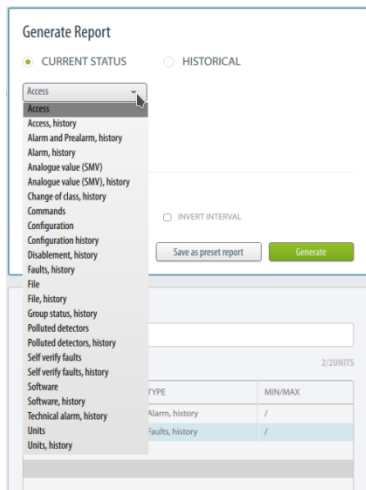 Generate Report
CURRENT STATUS HISTORICAL
Access
Access
Access, history
Alarm and Prealarm, history
Alarm, history
Analogue value (SMV)
Analogue value (SMV), history
Change of class, history
Commands
Configuration
Configuration history
Disablement, history
Faults, history
File
File, history
Group status, history
Polluted detectors
Polluted detectors, history
Self verify faults
Self verify faults, history
Software
Software, history
Technical alarm, history
Units
Units, history
INVERT INTERVAL
Save as preset report Generate
2/2UNITS
TYPE MIN/MAX
Alarm, history /
Faults, history /